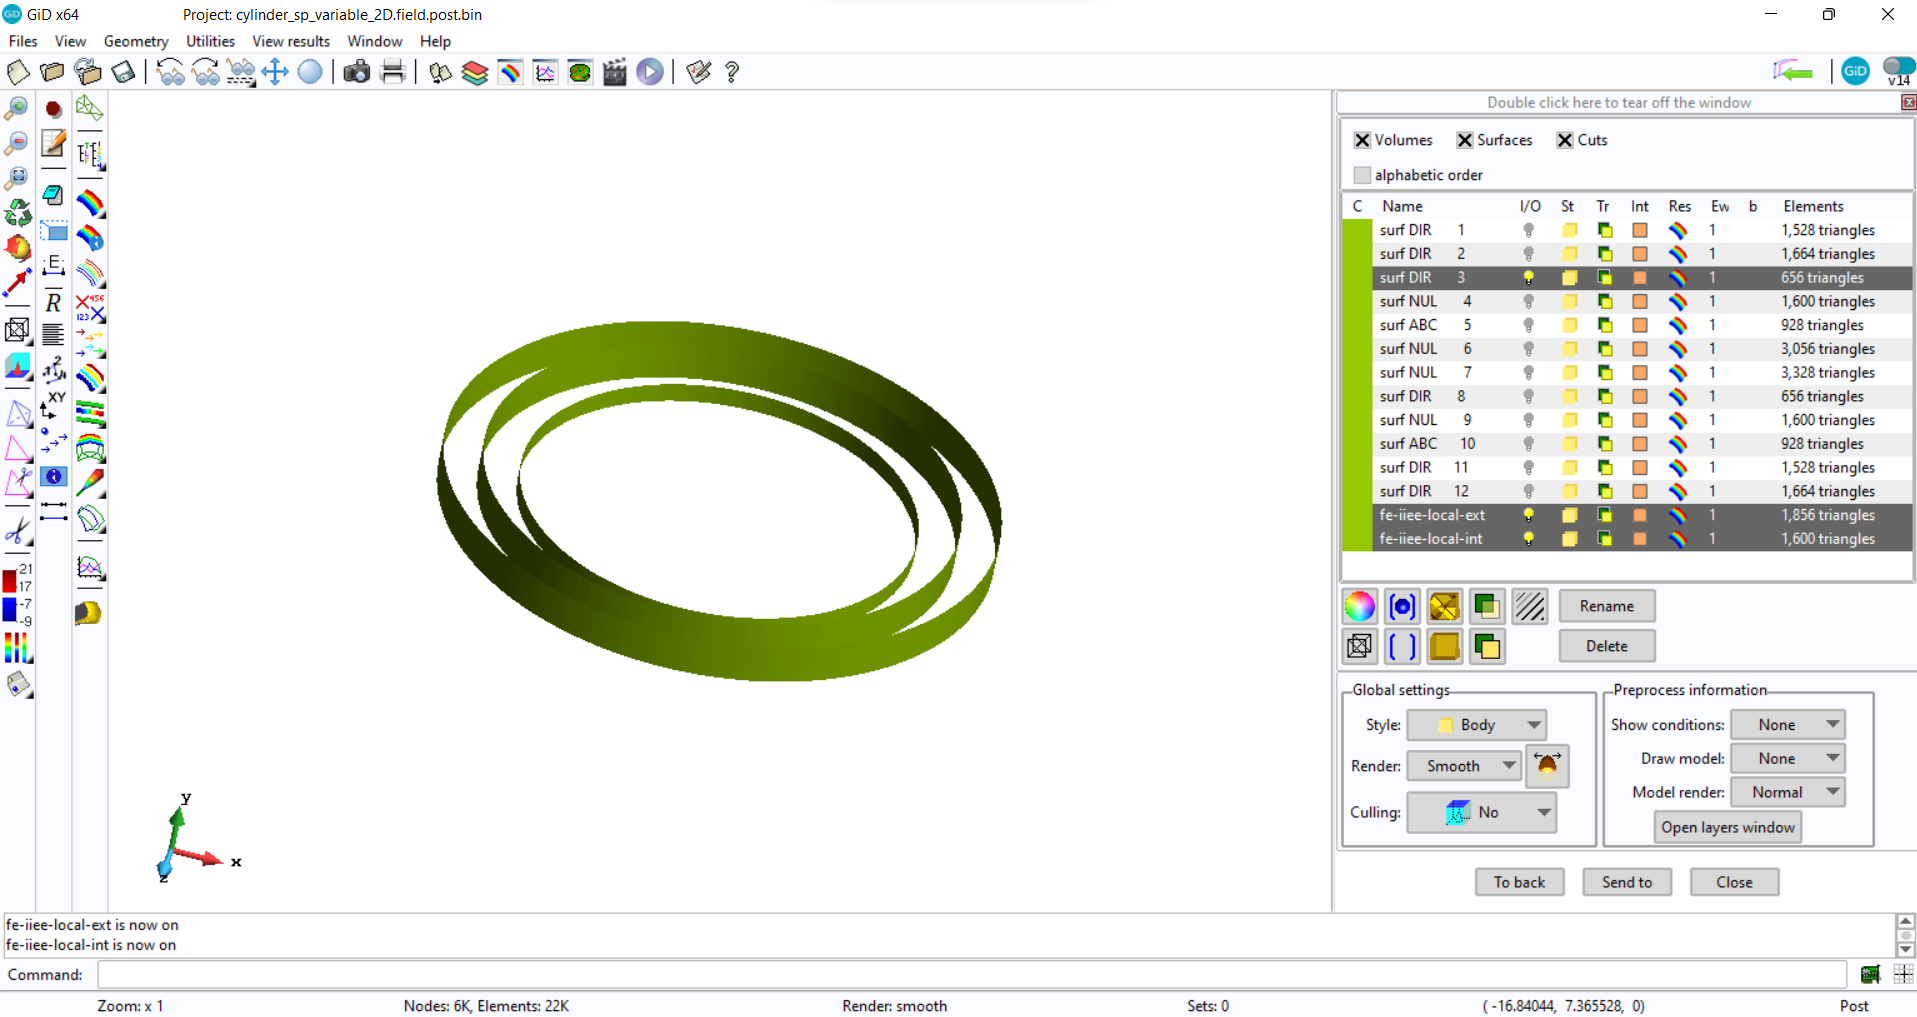 GiD x64 Project: cylinder_sp_variable_2D.field.post.bin
Files View Geometry Utilities View results Window Help
GiD
v14
Double click here to tear off the window
Volumes Surfaces Cuts
alphabetic order
C Name I/O St Tr Int Res Ew b Elements
surf DIR 1 1 1,528 triangles
surf DIR 2 1 1,664 triangles
surf DIR 3 1 656 triangles
surf NUL 4 1 1,600 triangles
surf ABC 5 1 928 triangles
surf NUL 6 1 3,056 triangles
surf NUL 7 1 3,328 triangles
surf DIR 8 1 656 triangles
surf NUL 9 1 1,600 triangles
surf ABC 10 1 928 triangles
surf DIR 11 1 1,528 triangles
surf DIR 12 1 1,664 triangles
fe-iiee-local-ext 1 1,856 triangles
fe-iiee-local-int 1 1,600 triangles
Rename
Delete
Global settings
Style: Body
Render: Smooth
Culling: No
Preprocess information
Show conditions: None
Draw model: None
Model render: Normal
Open layers window
To back Send to Close
E
R
XY
21
17
-7
-9
y
x
z
fe-iiee-local-ext is now on
fe-iiee-local-int is now on
Command:
Zoom: x 1 Nodes: 6K, Elements: 22K Render: smooth Sets: 0 ( -16.84044, 7.365528, 0) Post